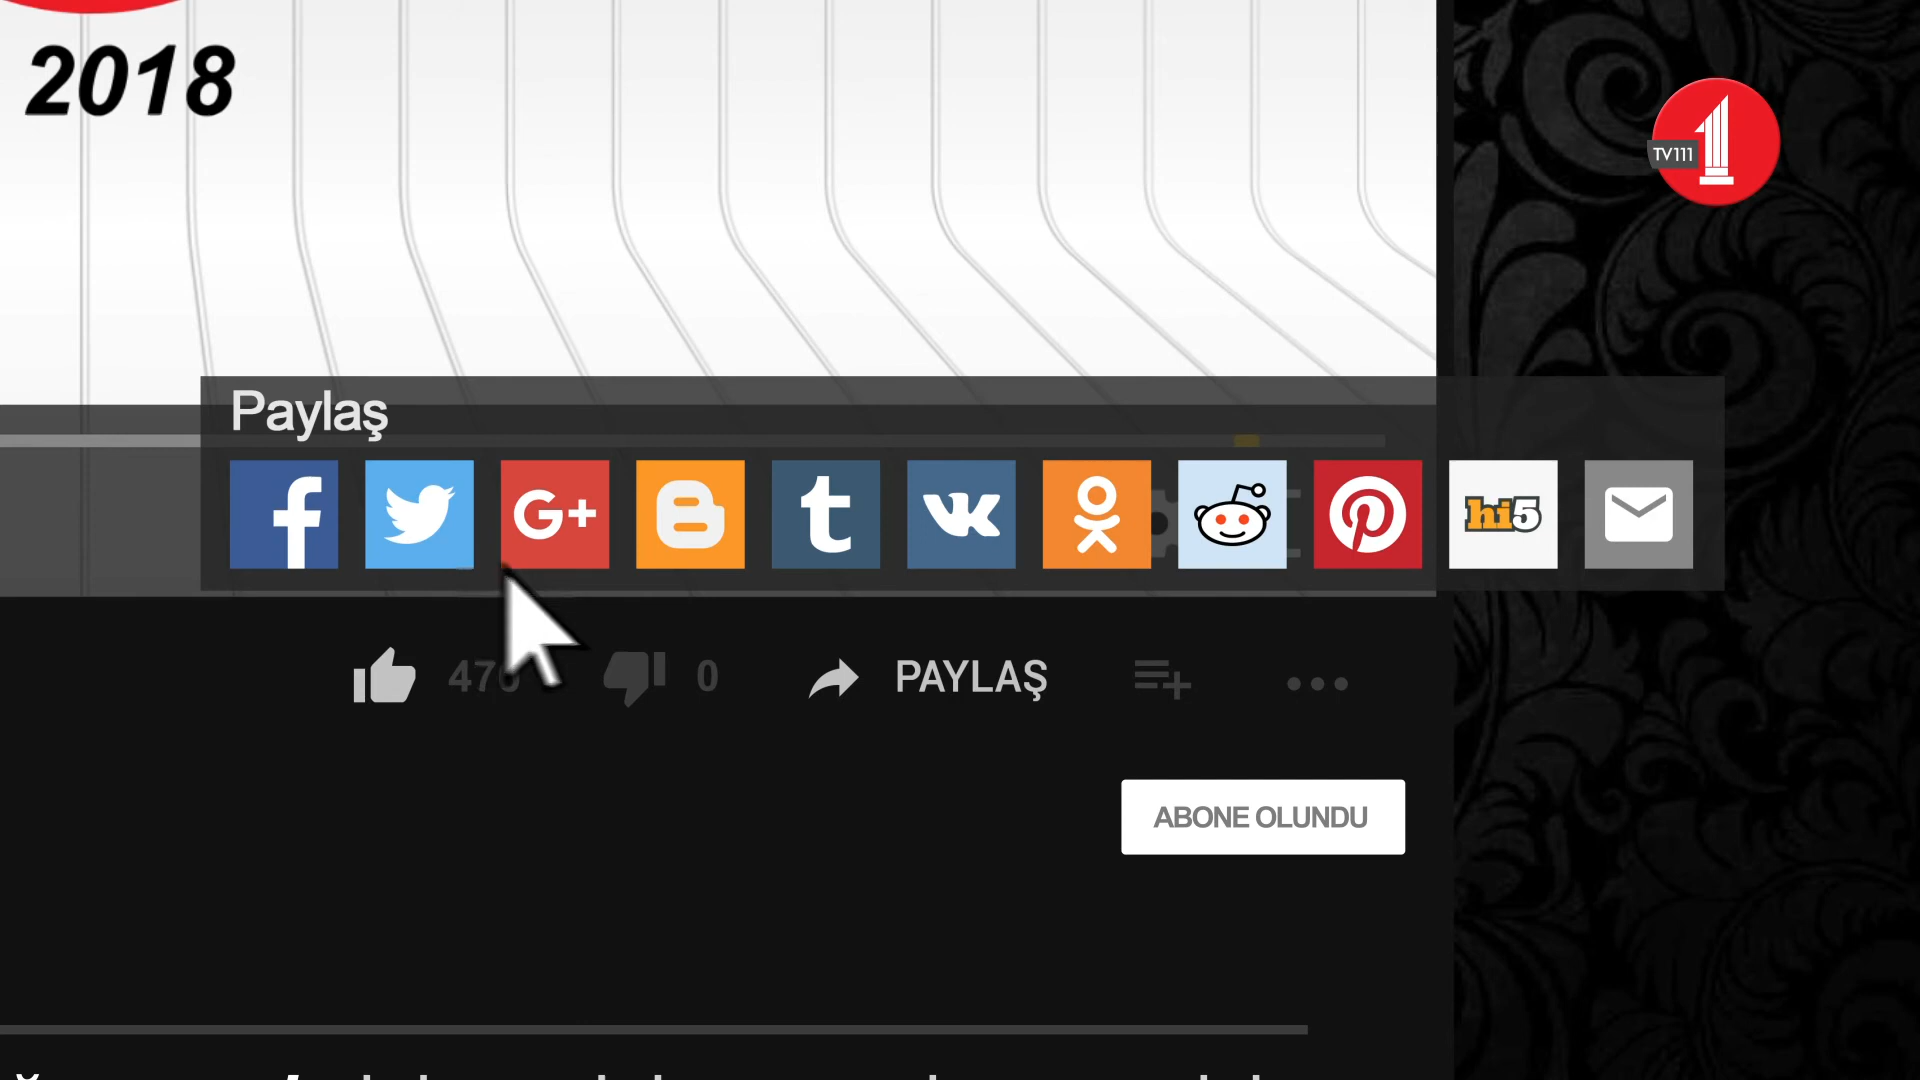 2018
TV111
Paylaş
G+
hi5
0
PAYLAŞ
ABONE OLUNDU